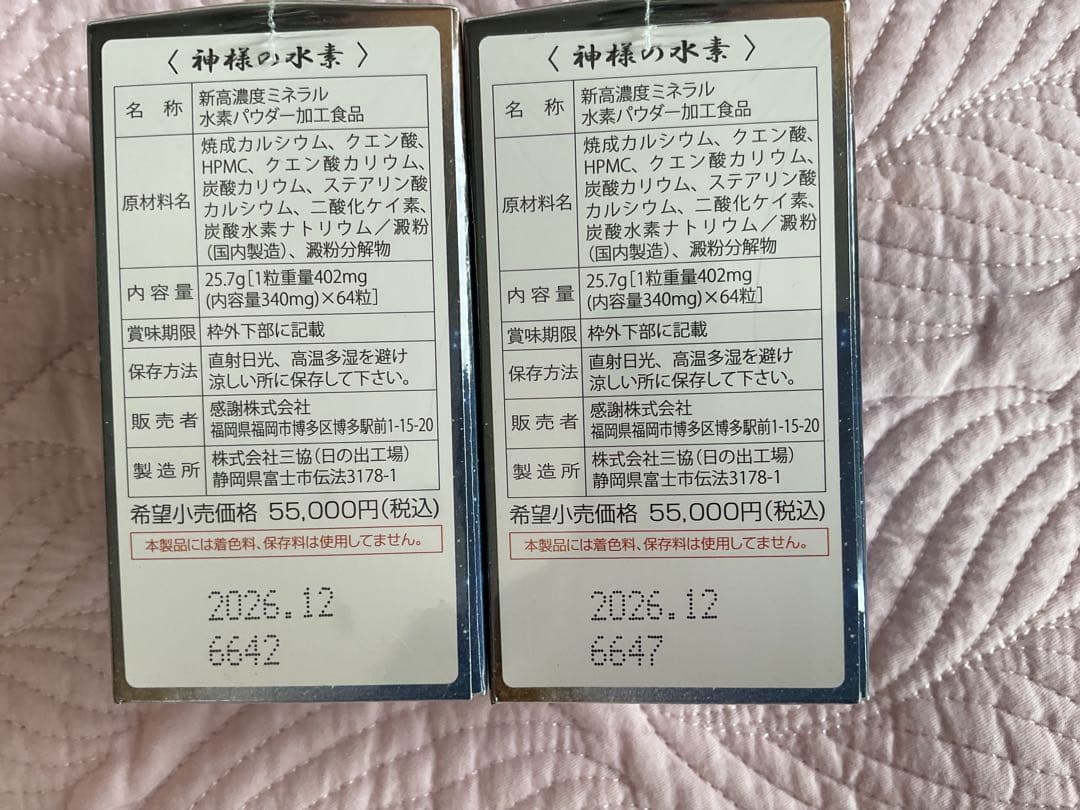 〈 神様の水素 〉
名 称
新高濃度ミネラル
水素パウダー加工食品
原材料名
焼成カルシウム、クエン酸、
HPMC、クエン酸カリウム、
炭酸カリウム、ステアリン酸
カルシウム、二酸化ケイ素、
炭酸水素ナトリウム／澱粉
（国内製造）、澱粉分解物
内 容 量
25.7g[1粒重量402mg
(内容量340mg)×64粒]
賞味期限
枠外下部に記載
保存方法
直射日光、高温多湿を避け
涼しい所に保存して下さい。
販 売 者
感謝株式会社
福岡県福岡市博多区博多駅前1-15-20
製 造 所
株式会社三協（日の出工場）
静岡県富士市伝法3178-1
希望小売価格 55,000円(税込)
本製品には着色料、保存料は使用してません。
2026.12
6642
〈 神様の水素 〉
名 称
新高濃度ミネラル
水素パウダー加工食品
原材料名
焼成カルシウム、クエン酸、
HPMC、クエン酸カリウム、
炭酸カリウム、ステアリン酸
カルシウム、二酸化ケイ素、
炭酸水素ナトリウム／澱粉
（国内製造）、澱粉分解物
内 容 量
25.7g[1粒重量402mg
(内容量340mg)×64粒]
賞味期限
枠外下部に記載
保存方法
直射日光、高温多湿を避け
涼しい所に保存して下さい。
販 売 者
感謝株式会社
福岡県福岡市博多区博多駅前1-15-20
製 造 所
株式会社三協（日の出工場）
静岡県富士市伝法3178-1
希望小売価格 55,000円(税込)
本製品には着色料、保存料は使用してません。
2026.12
6647